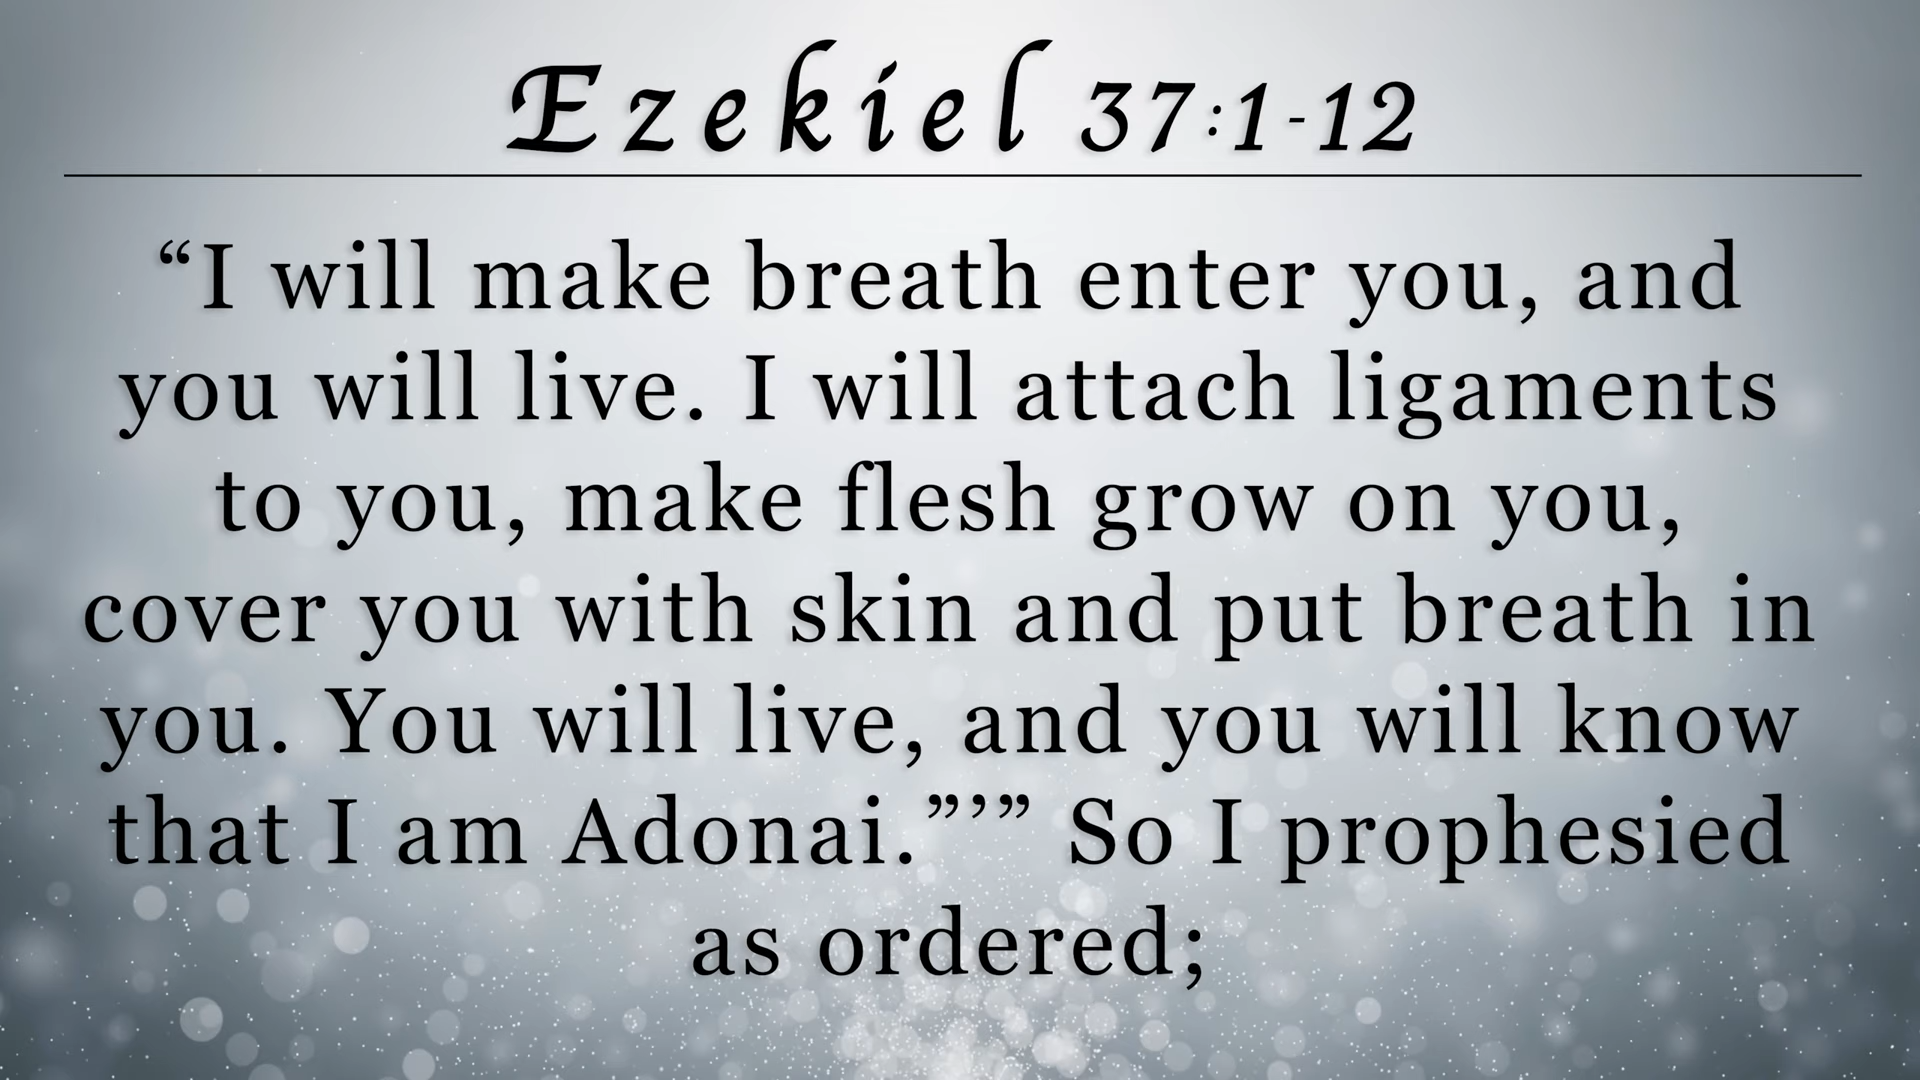 Ezekiel 37:1-12
“I will make breath enter you, and
you will live. I will attach ligaments
to you, make flesh grow on you,
cover you with skin and put breath in
you. You will live, and you will know
that I am Adonai.”’” So I prophesied
as ordered;